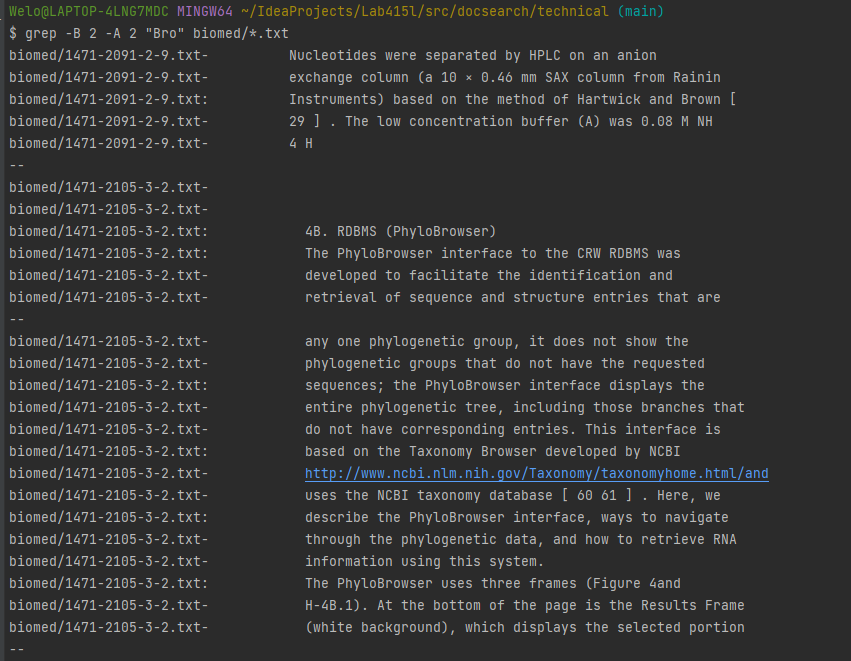 Welo@LAPTOP-4LNG7MDC MINGW64 ~/IdeaProjects/Lab415l/src/docsearch/technical (main)
$ grep -B 2 -A 2 "Bro" biomed/*.txt
biomed/1471-2091-2-9.txt-          Nucleotides were separated by HPLC on an anion
biomed/1471-2091-2-9.txt-          exchange column (a 10 × 0.46 mm SAX column from Rainin
biomed/1471-2091-2-9.txt:          Instruments) based on the method of Hartwick and Brown [
biomed/1471-2091-2-9.txt-          29 ] . The low concentration buffer (A) was 0.08 M NH
biomed/1471-2091-2-9.txt-          4 H
--
biomed/1471-2105-3-2.txt-
biomed/1471-2105-3-2.txt-
biomed/1471-2105-3-2.txt:            4B. RDBMS (PhyloBrowser)
biomed/1471-2105-3-2.txt:            The PhyloBrowser interface to the CRW RDBMS was
biomed/1471-2105-3-2.txt-            developed to facilitate the identification and
biomed/1471-2105-3-2.txt-            retrieval of sequence and structure entries that are
--
biomed/1471-2105-3-2.txt-            any one phylogenetic group, it does not show the
biomed/1471-2105-3-2.txt-            phylogenetic groups that do not have the requested
biomed/1471-2105-3-2.txt:            sequences; the PhyloBrowser interface displays the
biomed/1471-2105-3-2.txt-            entire phylogenetic tree, including those branches that
biomed/1471-2105-3-2.txt-            do not have corresponding entries. This interface is
biomed/1471-2105-3-2.txt:            based on the Taxonomy Browser developed by NCBI
biomed/1471-2105-3-2.txt-            http://www.ncbi.nlm.nih.gov/Taxonomy/taxonomyhome.html/and
biomed/1471-2105-3-2.txt-            uses the NCBI taxonomy database [ 60 61 ] . Here, we
biomed/1471-2105-3-2.txt:            describe the PhyloBrowser interface, ways to navigate
biomed/1471-2105-3-2.txt-            through the phylogenetic data, and how to retrieve RNA
biomed/1471-2105-3-2.txt-            information using this system.
biomed/1471-2105-3-2.txt:            The PhyloBrowser uses three frames (Figure 4and
biomed/1471-2105-3-2.txt-            H-4B.1). At the bottom of the page is the Results Frame
biomed/1471-2105-3-2.txt-            (white background), which displays the selected portion
--